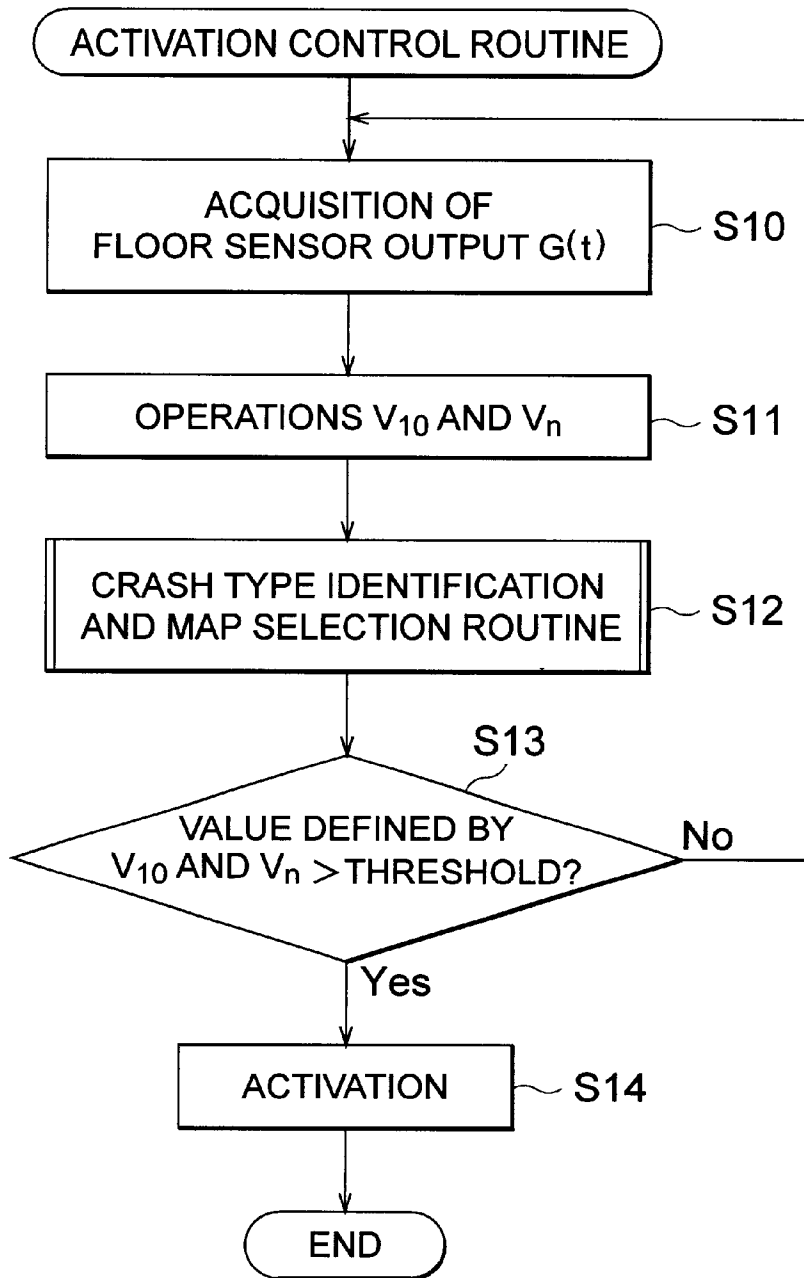 ACTIVATION CONTROL ROUTINE
ACQUISITION OF
FLOOR SENSOR OUTPUT G(t)
S10
OPERATIONS V10 AND Vn
S11
CRASH TYPE IDENTIFICATION
AND MAP SELECTION ROUTINE
S12
S13
VALUE DEFINED BY
V10 AND Vn > THRESHOLD?
No
Yes
ACTIVATION
S14
END